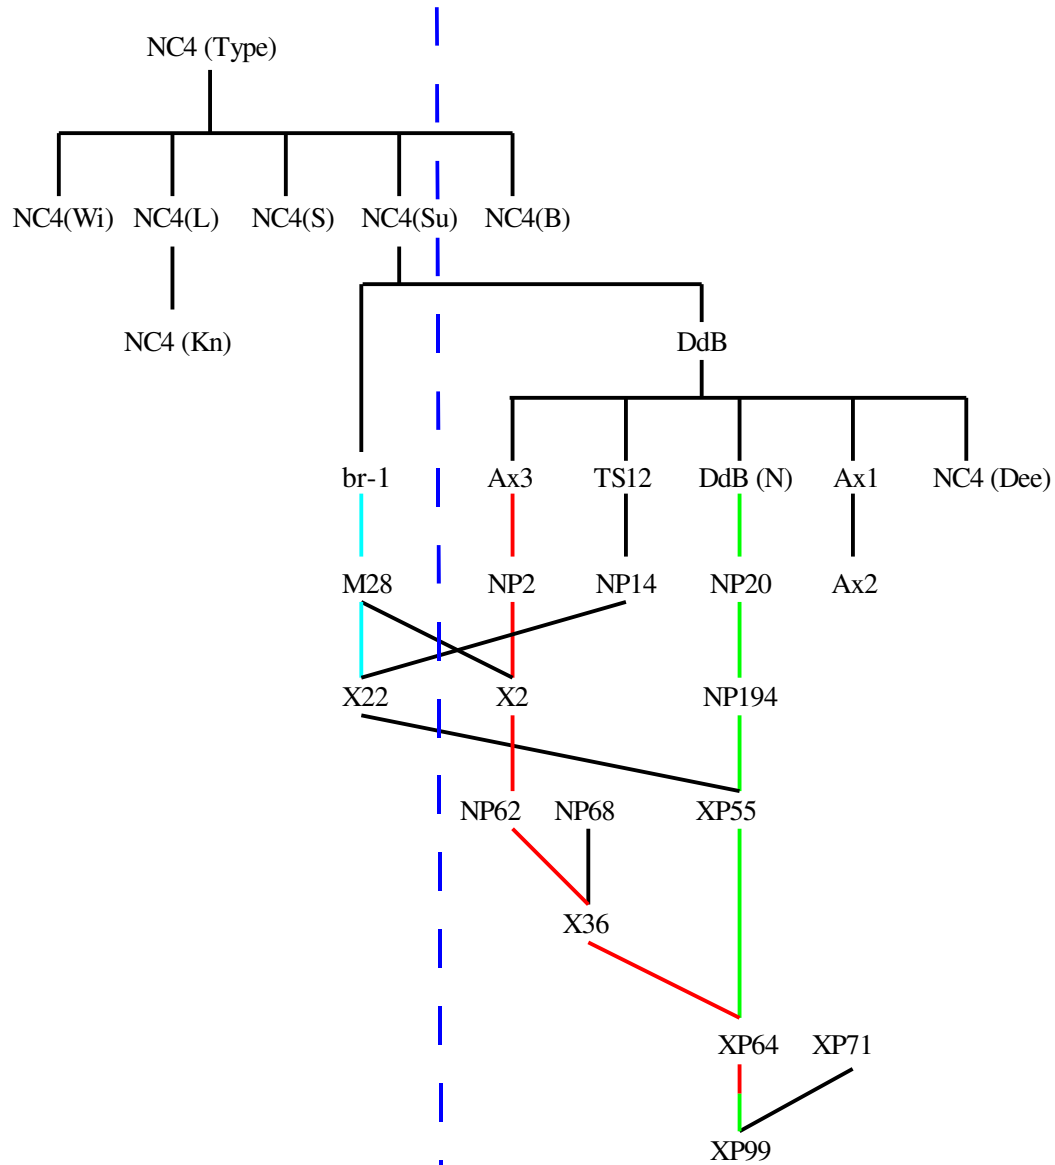 NC4 (Type)
NC4(Wi) NC4(L) NC4(S) NC4(Su) NC4(B)
NC4 (Kn) DdB
br-1 Ax3 TS12 DdB (N) Ax1 NC4 (Dee)
M28 NP2 NP14 NP20 Ax2
X22 X2 NP194
NP62 NP68 XP55
X36
XP64 XP71
XP99